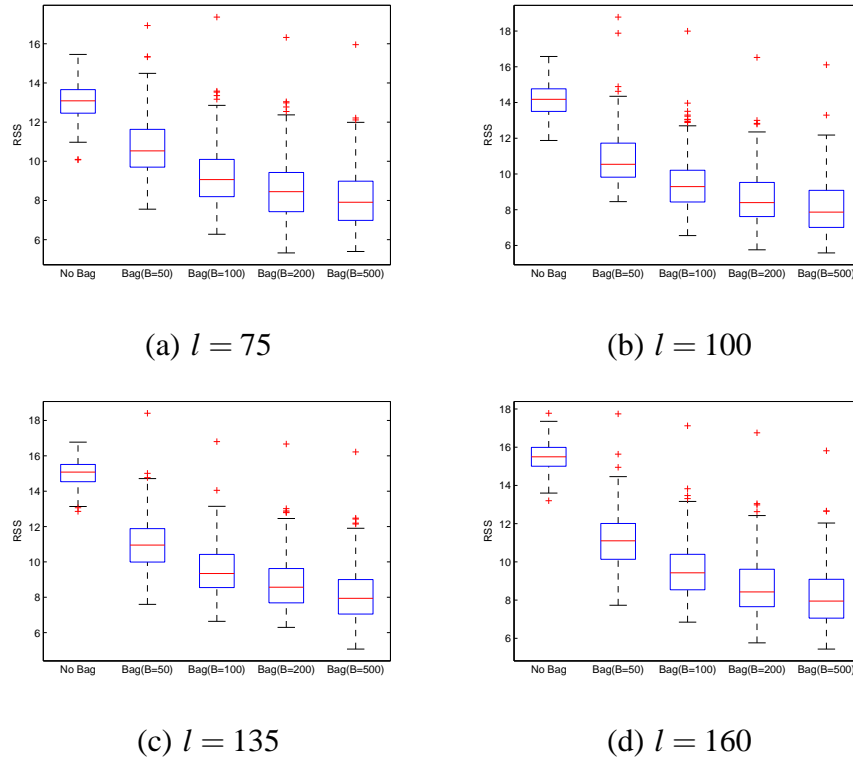 16
14
12
10
8
6
RSS
No Bag Bag(B=50) Bag(B=100) Bag(B=200) Bag(B=500)
(a) l = 75
18
16
14
12
10
8
6
RSS
No Bag Bag(B=50) Bag(B=100) Bag(B=200) Bag(B=500)
(b) l = 100
18
16
14
12
10
8
6
RSS
No Bag Bag(B=50) Bag(B=100) Bag(B=200) Bag(B=500)
(c) l = 135
18
16
14
12
10
8
6
RSS
No Bag Bag(B=50) Bag(B=100) Bag(B=200) Bag(B=500)
(d) l = 160